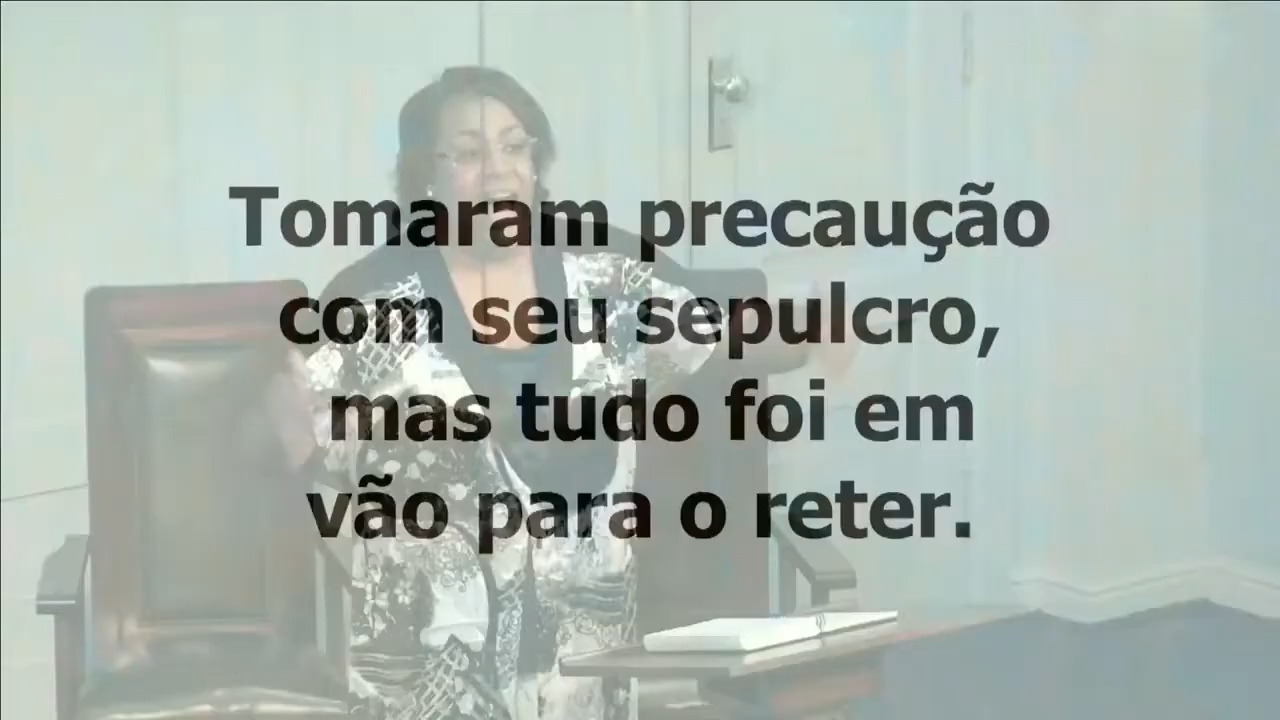 Tomaram precaução
com seu sepulcro,
mas tudo foi em
vão para o reter.